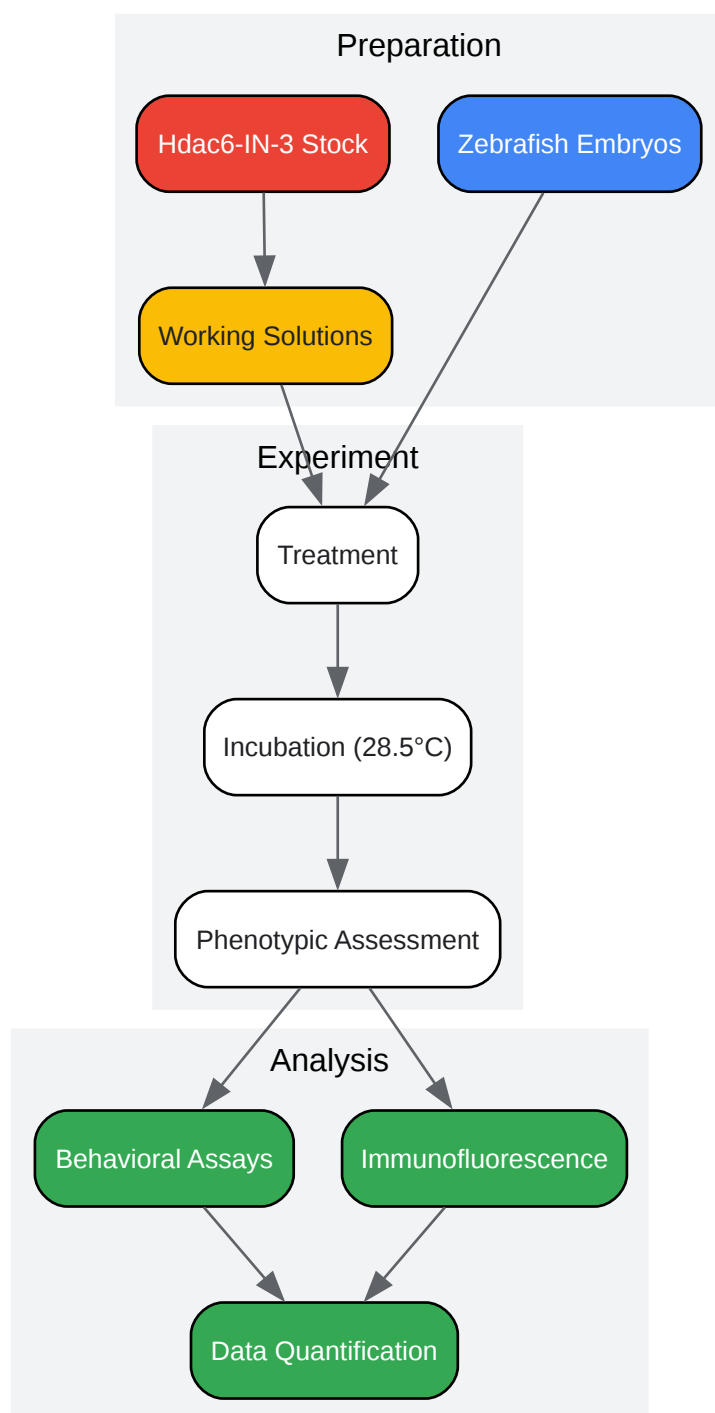 Preparation
Hdac6-IN-3 Stock
Zebrafish Embryos
Working Solutions
Experiment
Treatment
Incubation (28.5°C)
Phenotypic Assessment
Analysis
Behavioral Assays
Immunofluorescence
Data Quantification